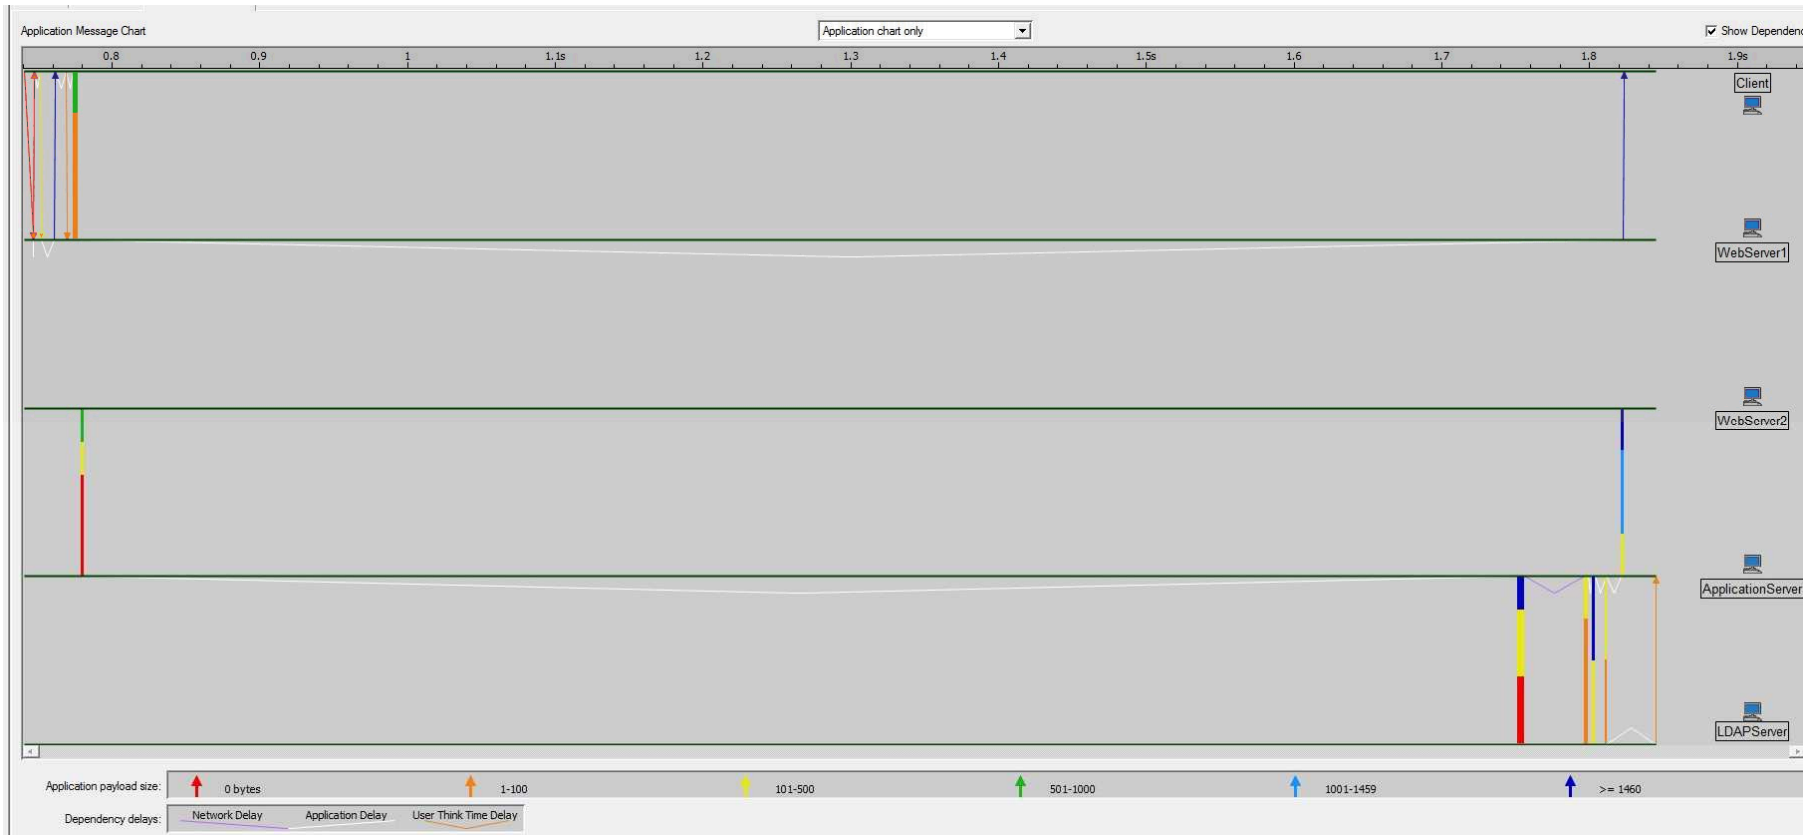 Application Message Chart
Application chart only
Show Dependenc
0.8 0.9 1 1.1s 1.2 1.3 1.4 1.5s 1.6 1.7 1.8 1.9s
Client
WebServer1
WebServer2
ApplicationServer
LDAPServer
Application payload size: 0 bytes 1-100 101-500 501-1000 1001-1459 >= 1460
Dependency delays: Network Delay Application Delay User Think Time Delay